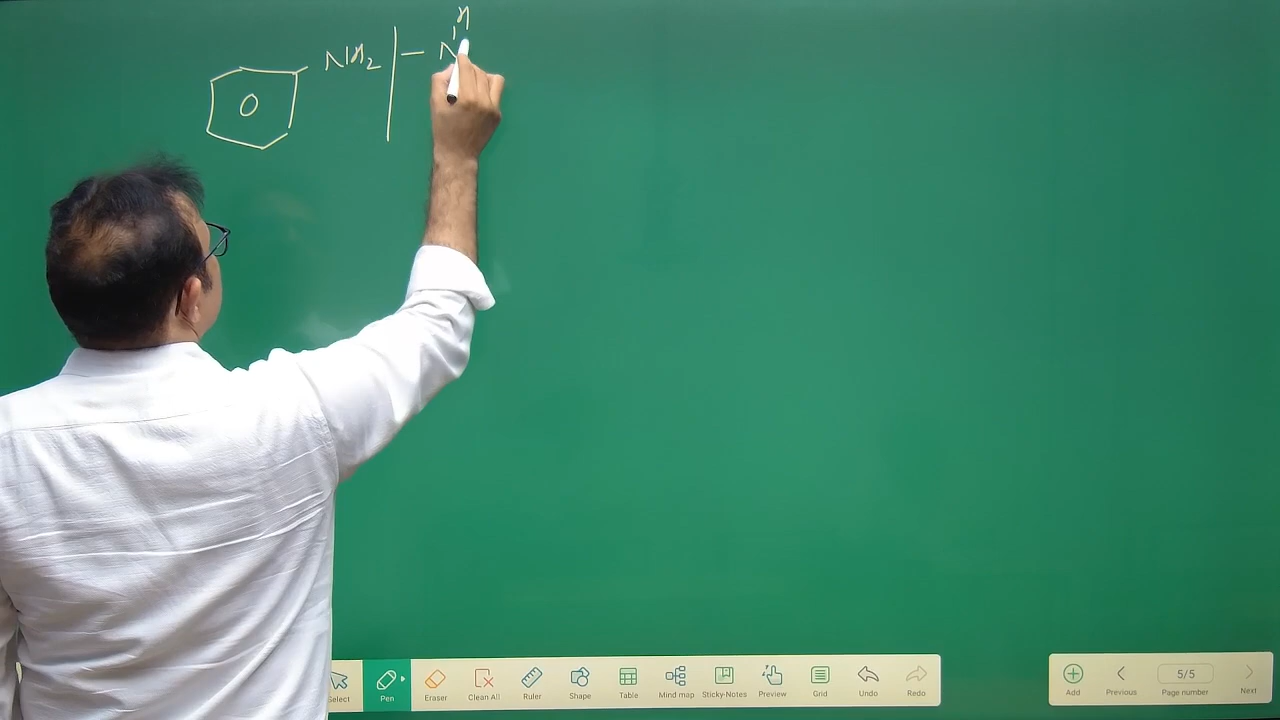 H
NH₂ | — N
O
Select Pen Eraser Clean All Ruler Shape Table Mind map Sticky-Notes Preview Grid Undo Redo Add Previous 5/5 Page number Next